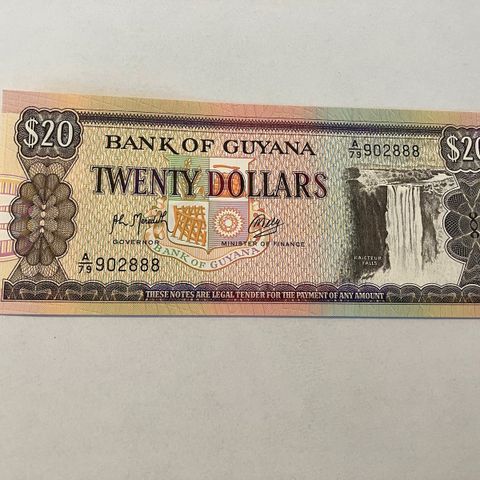 $20
BANK OF GUYANA
A/79 902888
$20
TWENTY DOLLARS
GOVERNOR
MINISTER OF FINANCE
BANK OF GUYANA
KAIETEUR
FALLS
A/79 902888
THESE NOTES ARE LEGAL TENDER FOR THE PAYMENT OF ANY AMOUNT